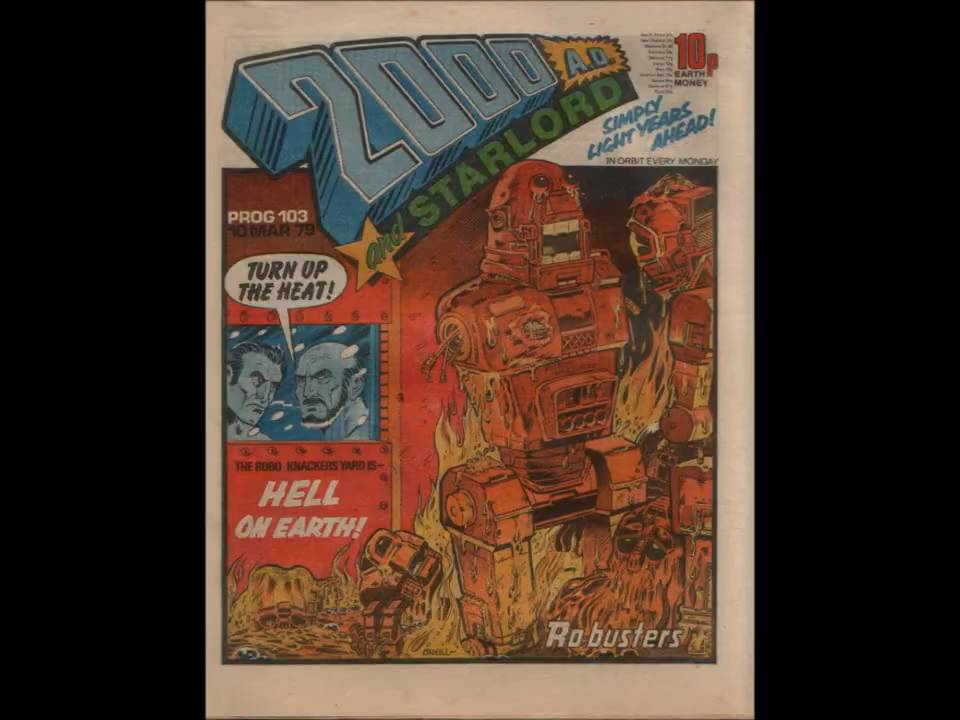 2000
A.D.
and STARLORD
10p
EARTH
MONEY
SIMPLY
LIGHT YEARS
AHEAD!
IN ORBIT EVERY MONDAY
PROG 103
10 MAR 79
TURN UP
THE HEAT!
THE ROBO KNACKERS YARD IS–
HELL
ON EARTH!
Ro busters
O'NEILL